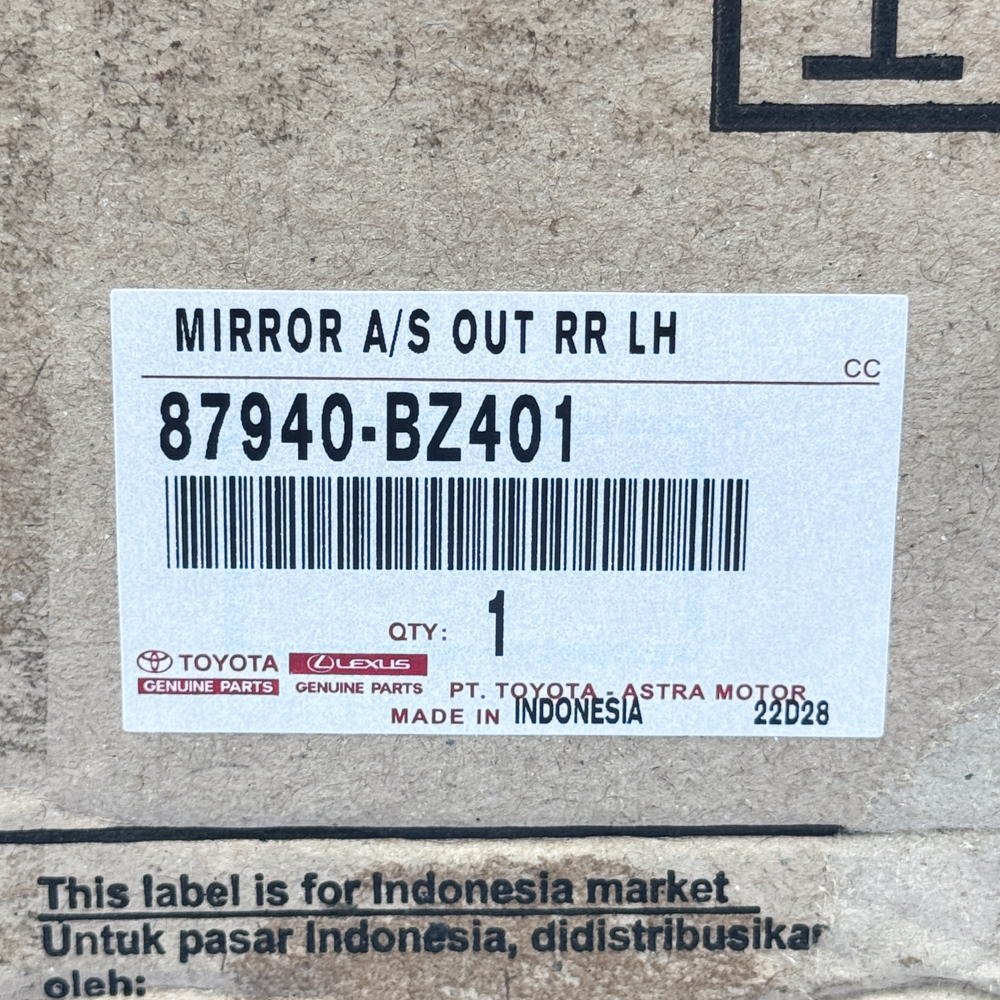 MIRROR A/S OUT RR LH
CC
87940-BZ401
QTY: 1
TOYOTA LEXUS
GENUINE PARTS GENUINE PARTS PT. TOYOTA - ASTRA MOTOR
MADE IN INDONESIA 22D28
This label is for Indonesia market
Untuk pasar Indonesia, didistribusikan
oleh: